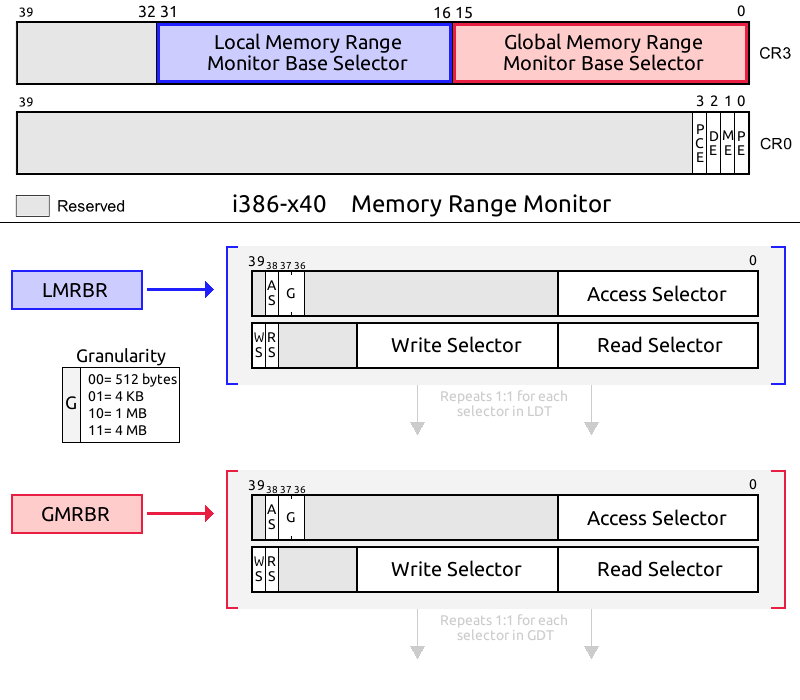 39 32 31 16 15 0
Local Memory Range
Monitor Base Selector
Global Memory Range
Monitor Base Selector
CR3
39 3 2 1 0
PCE DE ME PE
CR0
Reserved
i386-x40 Memory Range Monitor
LMRBR
39 38 37 36 0
AS G Access Selector
WS RS Write Selector Read Selector
Repeats 1:1 for each
selector in LDT
Granularity
G
00= 512 bytes
01= 4 KB
10= 1 MB
11= 4 MB
GMRBR
39 38 37 36 0
AS G Access Selector
WS RS Write Selector Read Selector
Repeats 1:1 for each
selector in GDT